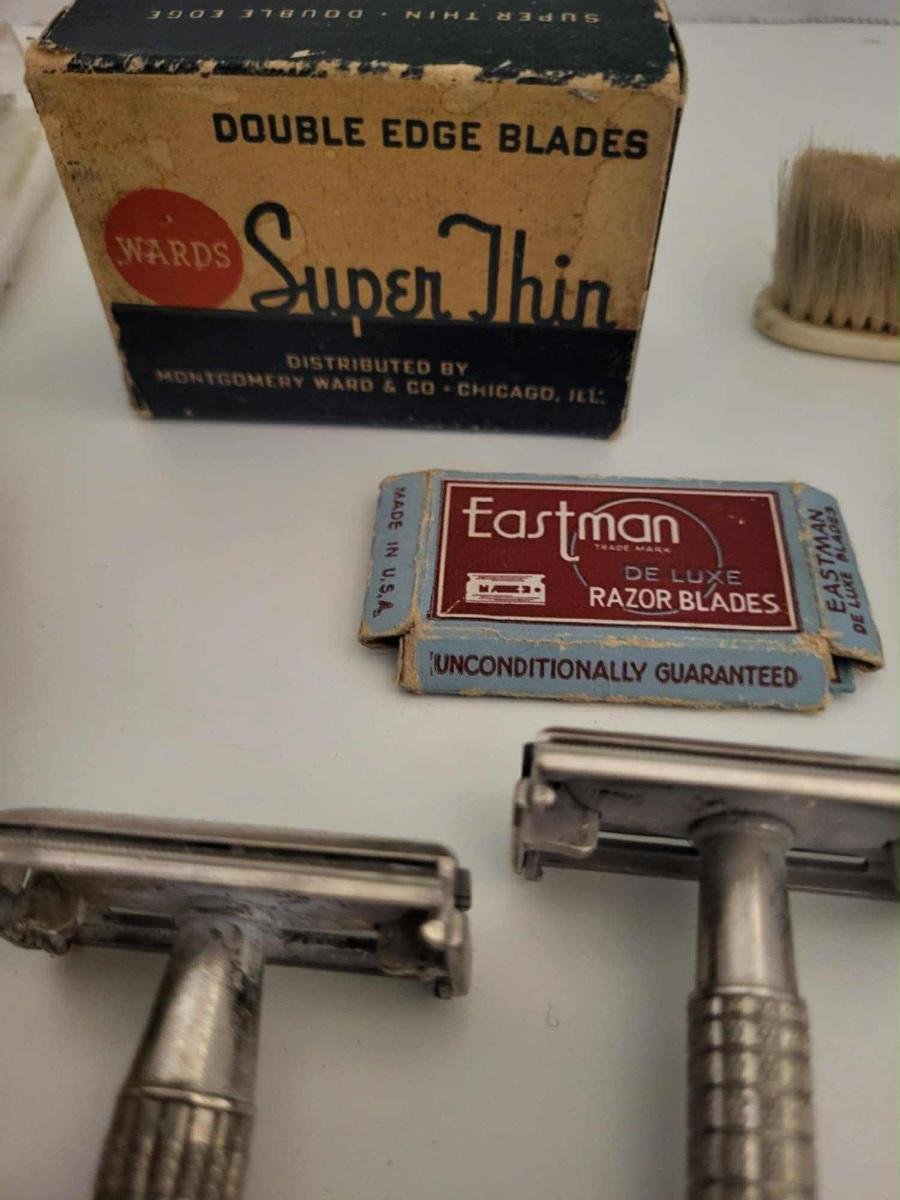 SUPER THIN · DOUBLE EDGE
DOUBLE EDGE BLADES
WARDS
Super Thin
DISTRIBUTED BY
MONTGOMERY WARD & CO · CHICAGO, ILL.
MADE IN U.S.A.
Eastman
TRADE MARK
DE LUXE
RAZOR BLADES
EASTMAN
DE LUXE BLADES
UNCONDITIONALLY GUARANTEED